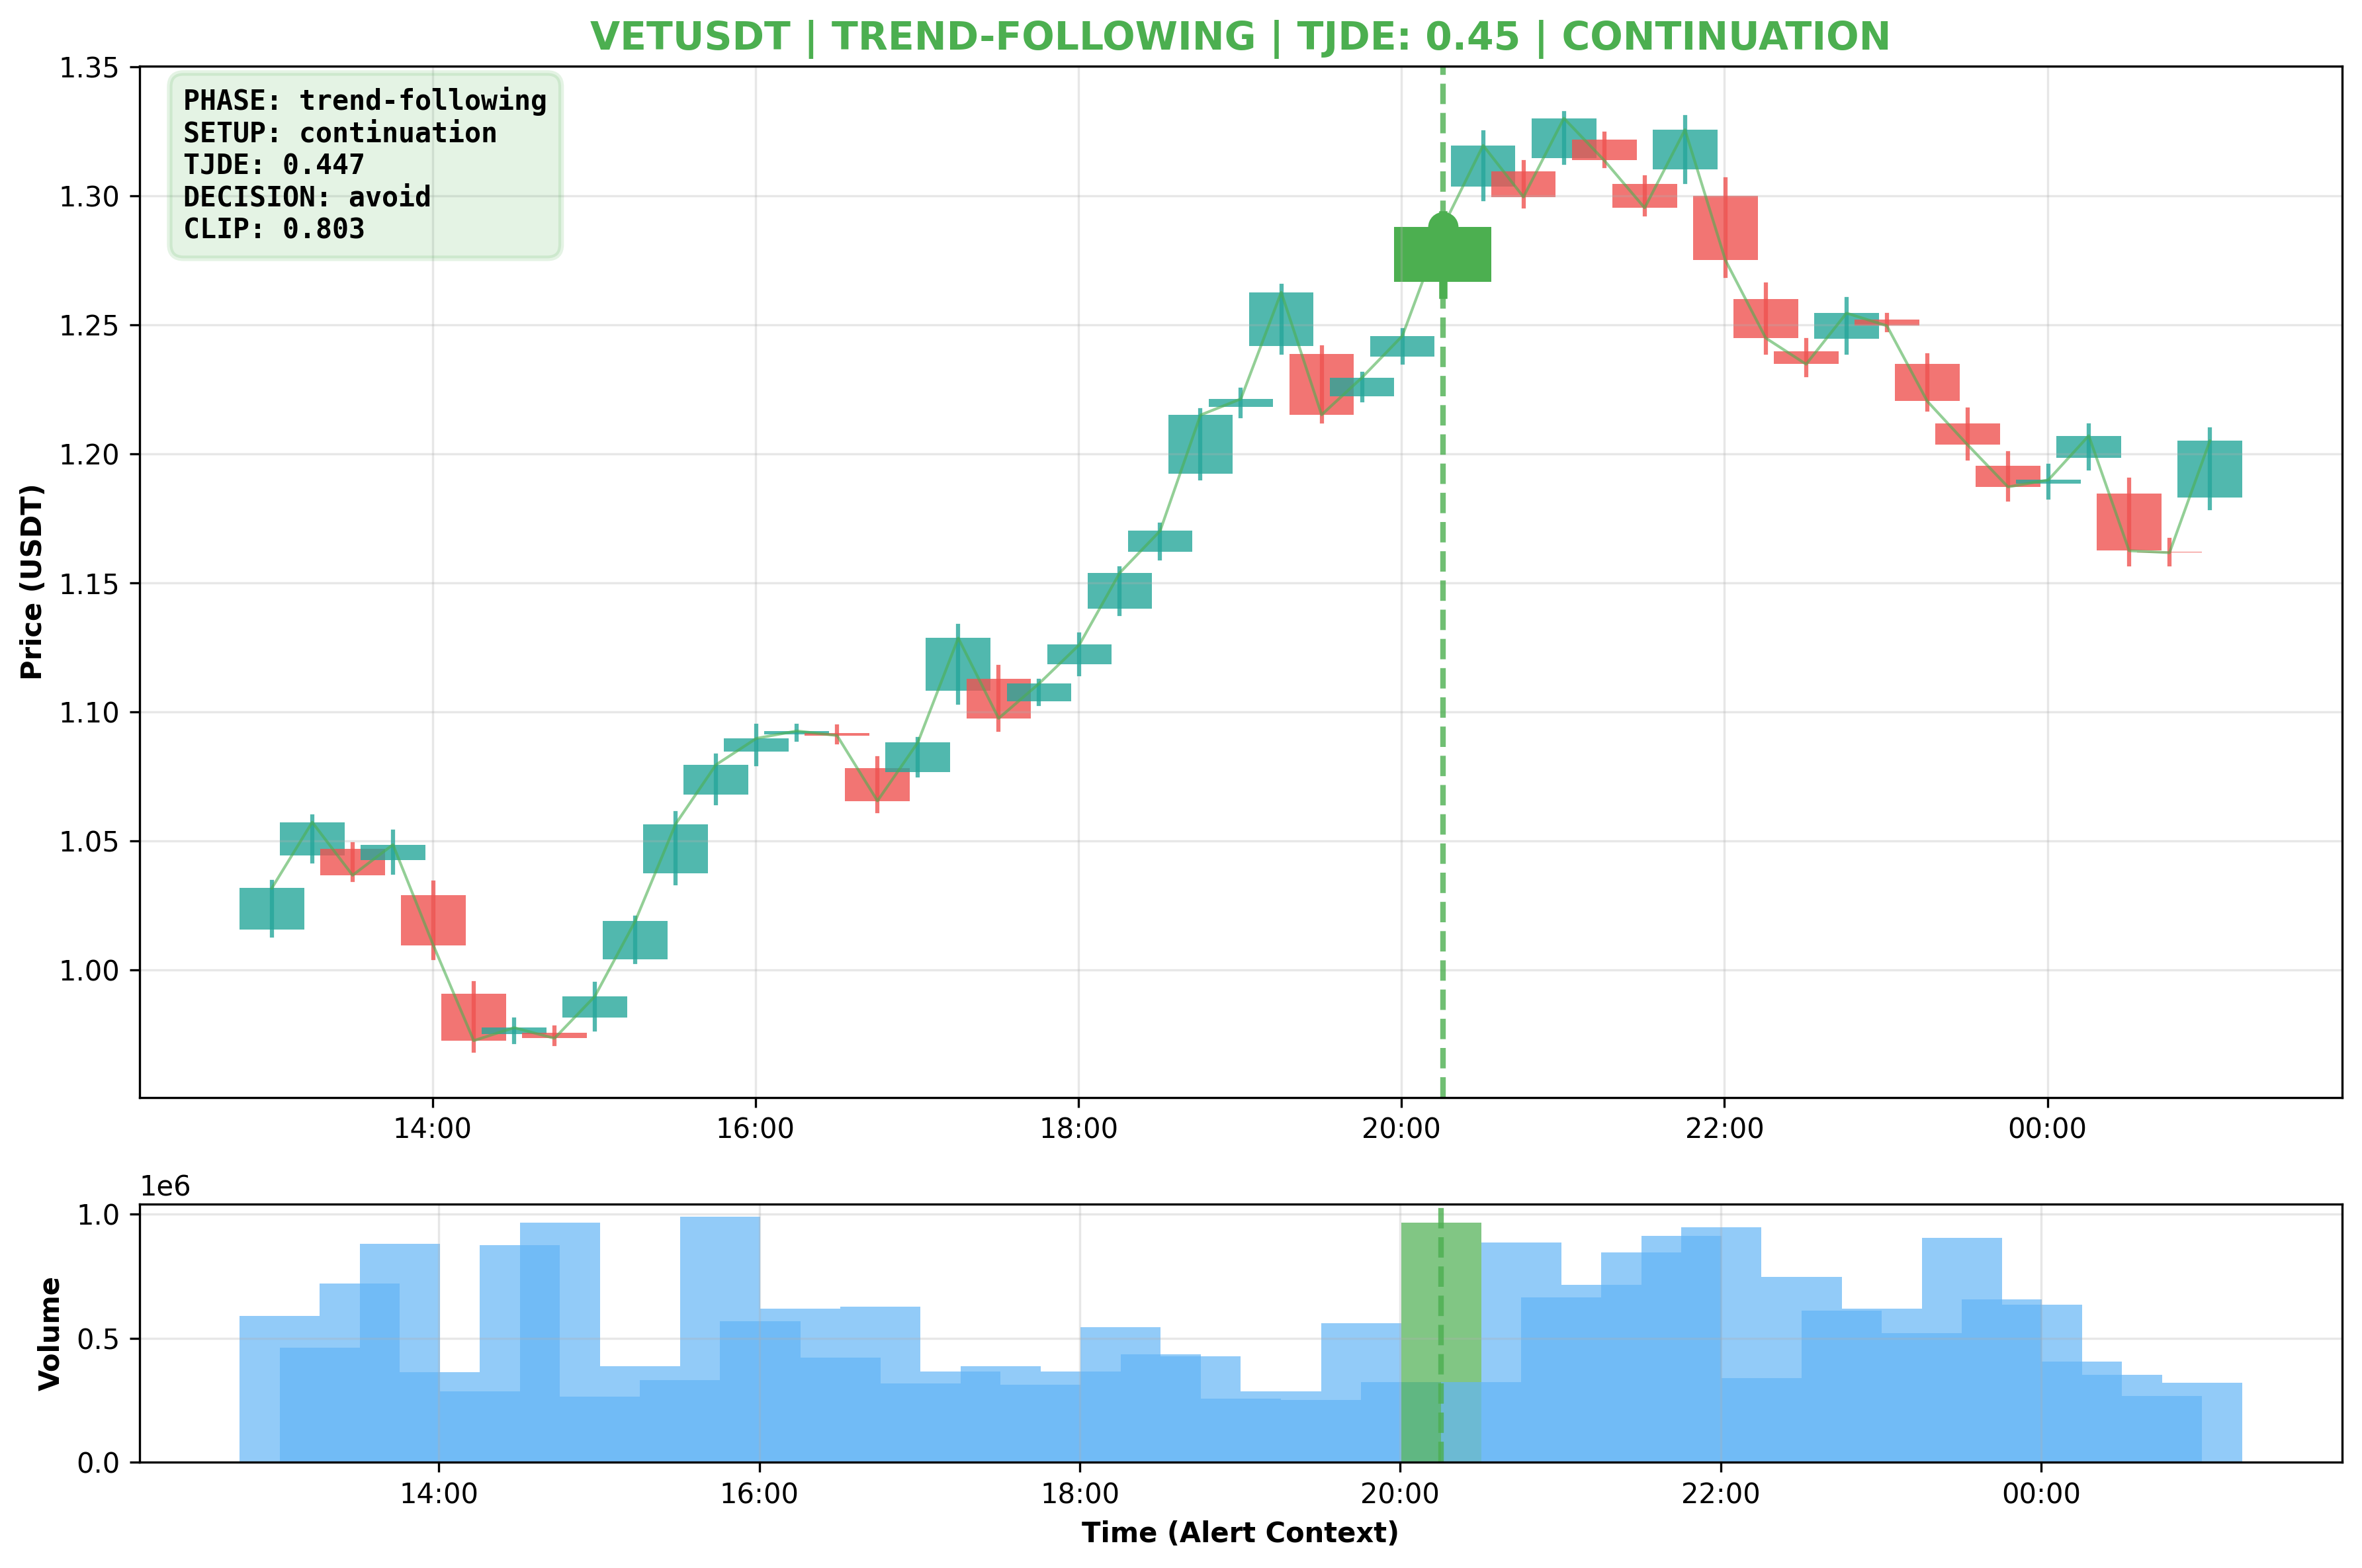 VETUSDT | TREND-FOLLOWING | TJDE: 0.45 | CONTINUATION
PHASE: trend-following
SETUP: continuation
TJDE: 0.447
DECISION: avoid
CLIP: 0.803
Price (USDT)
1.35
1.30
1.25
1.20
1.15
1.10
1.05
1.00
14:00
16:00
18:00
20:00
22:00
00:00
1e6
Volume
1.0
0.5
0.0
14:00
16:00
18:00
20:00
22:00
00:00
Time (Alert Context)